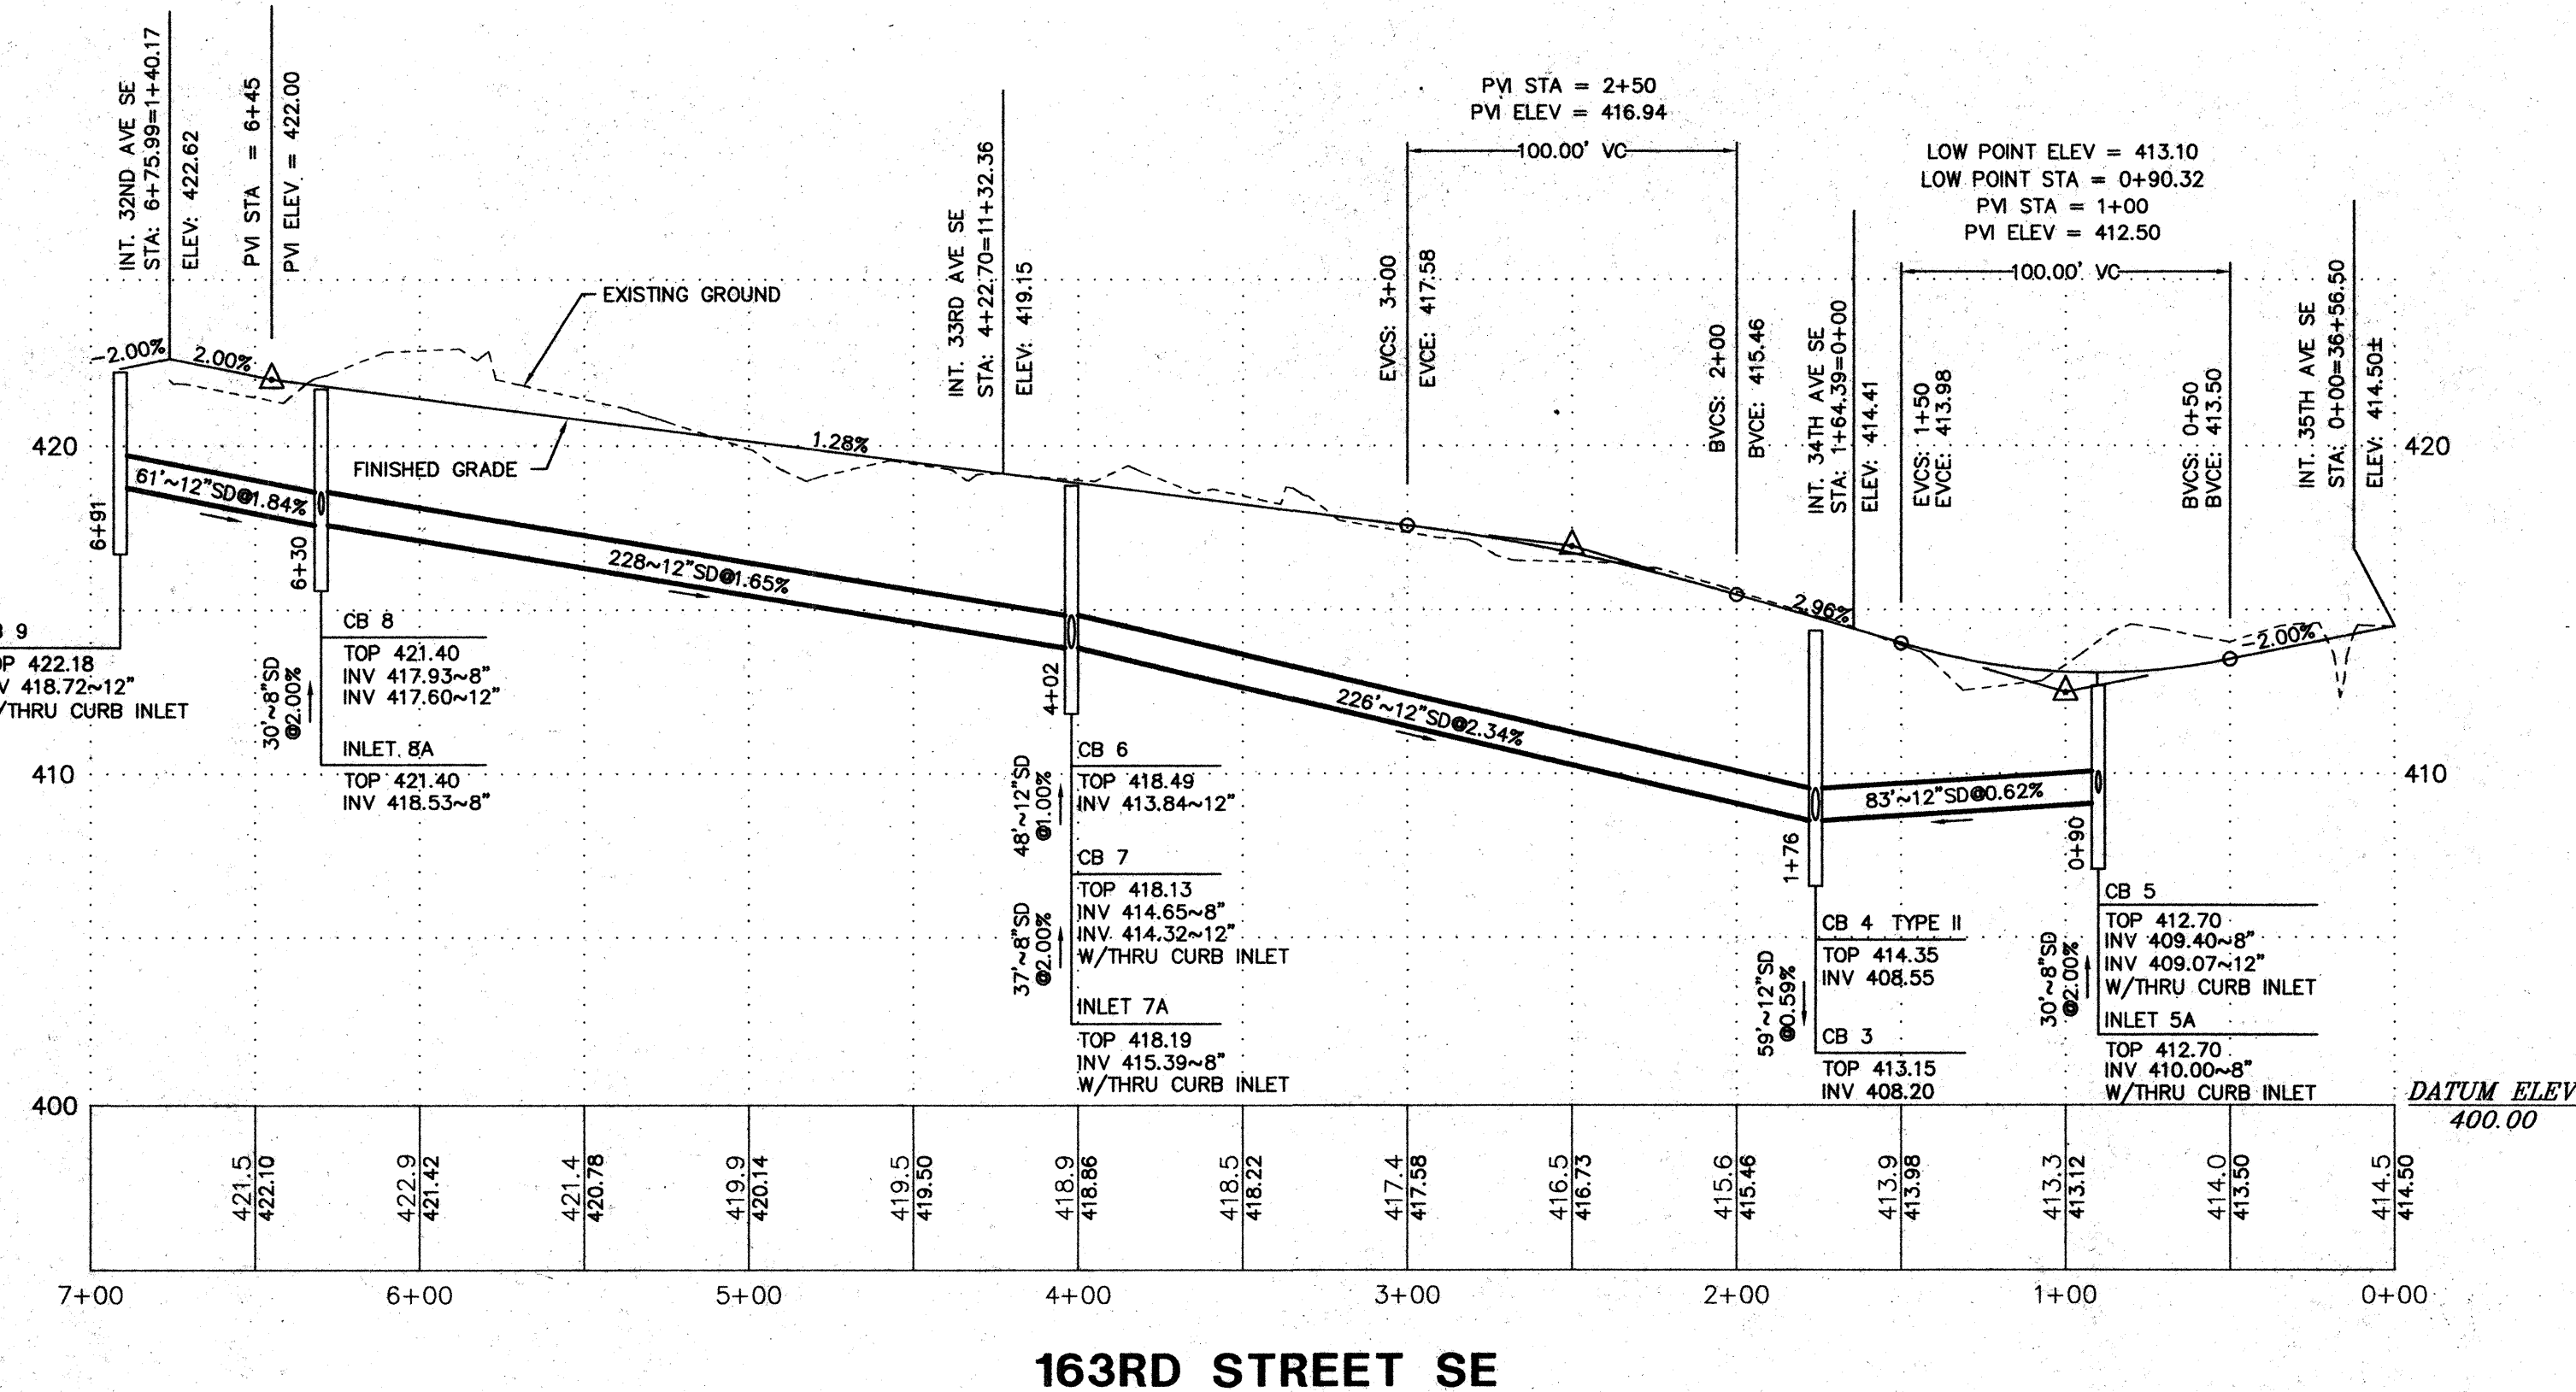 INT. 32ND AVE SE
STA: 6+75.99=1+40.17
ELEV: 422.62
PVI STA = 6+45
PVI ELEV = 422.00
INT. 33RD AVE SE
STA: 4+22.70=11+32.36
ELEV: 419.15
PVI STA = 2+50
PVI ELEV = 416.94
100.00' VC
EVCS: 3+00
EVCE: 417.58
BVCS: 2+00
BVCE: 415.46
INT. 34TH AVE SE
STA: 1+64.39=0+00
ELEV: 414.41
LOW POINT ELEV = 413.10
LOW POINT STA = 0+90.32
PVI STA = 1+00
PVI ELEV = 412.50
100.00' VC
EVCS: 1+50
EVCE: 413.98
BVCS: 0+50
BVCE: 413.50
INT. 35TH AVE SE
STA: 0+00=36+56.50
ELEV: 414.50±
EXISTING GROUND
FINISHED GRADE
-2.00%
2.00%
1.28%
2.96%
-2.00%
420
420
410
410
400
61'~12"SD@1.84%
228~12"SD@1.65%
226'~12"SD@2.34%
83'~12"SD@0.62%
6+91
6+30
4+02
1+76
0+90
9
422.18
418.72~12"
/THRU CURB INLET
CB 8
TOP 421.40
INV 417.93~8"
INV 417.60~12"
30'~8"SD
@2.00%
INLET. 8A
TOP 421.40
INV 418.53~8"
CB 6
TOP 418.49
INV 413.84~12"
48'~12"SD
@1.00%
CB 7
TOP 418.13
INV 414.65~8"
INV. 414.32~12"
W/THRU CURB INLET
37'~8"SD
@2.00%
INLET 7A
TOP 418.19
INV 415.39~8"
W/THRU CURB INLET
CB 4 TYPE II
TOP 414.35
INV 408.55
59'~12"SD
@0.59%
CB 3
TOP 413.15
INV 408.20
CB 5
TOP 412.70
INV 409.40~8"
INV 409.07~12"
W/THRU CURB INLET
30'~8"SD
@2.00%
INLET 5A
TOP 412.70
INV 410.00~8"
W/THRU CURB INLET
DATUM ELEV
400.00
421.5
422.10
422.9
421.42
421.4
420.78
419.9
420.14
419.5
419.50
418.9
418.86
418.5
418.22
417.4
417.58
416.5
416.73
415.6
415.46
413.9
413.98
413.3
413.12
414.0
413.50
414.5
414.50
7+00 6+00 5+00 4+00 3+00 2+00 1+00 0+00
163RD STREET SE